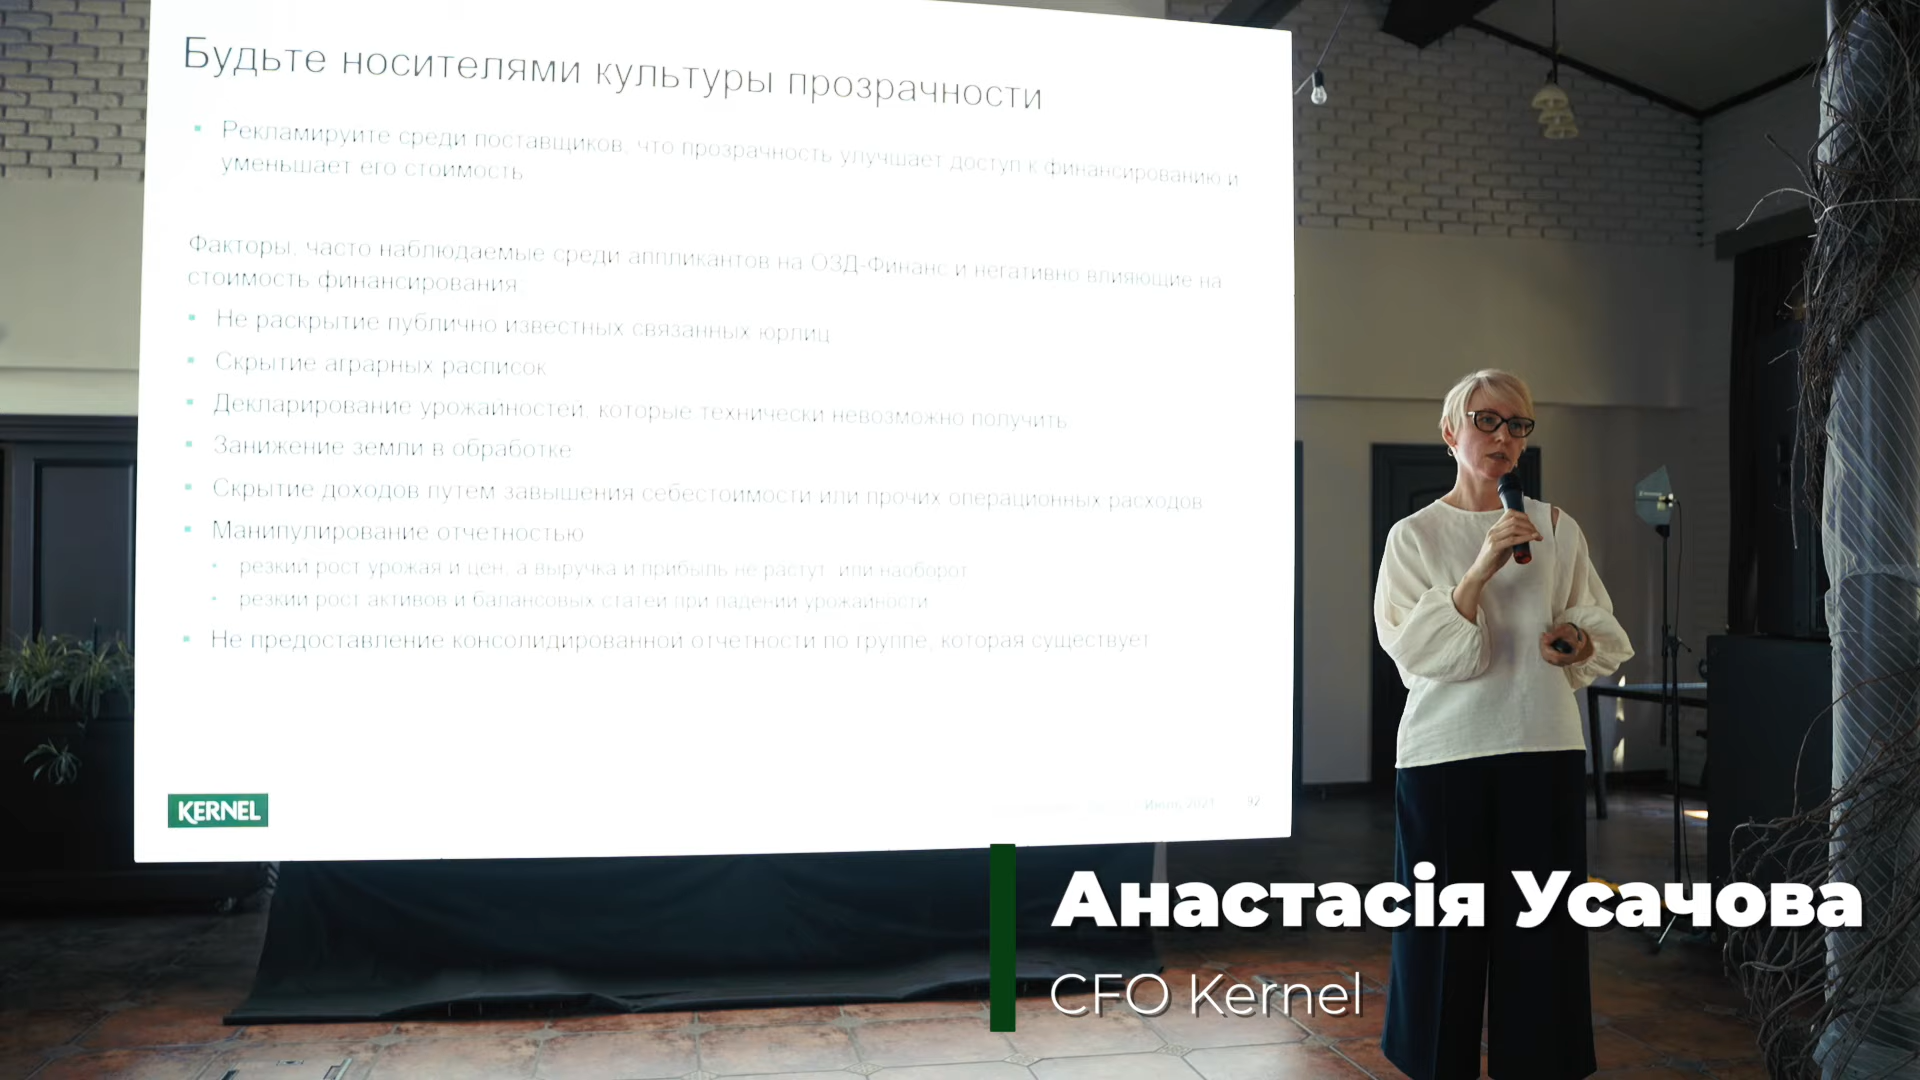 Будьте носителями культуры прозрачности
Рекламируйте среди поставщиков, что прозрачность улучшает доступ к финансированию и
уменьшает его стоимость
Факторы, часто наблюдаемые среди аппликантов на ОЗД-Финанс и негативно влияющие на
стоимость финансирования:
Не раскрытие публично известных связанных юрлиц
Скрытие аграрных расписок
Декларирование урожайностей, которые технически невозможно получить
Занижение земли в обработке
Скрытие доходов путем завышения себестоимости или прочих операционных расходов
Манипулирование отчетностью
резкий рост урожая и цен, а выручка и прибыль не растут, или наоборот
резкий рост активов и балансовых статей при падении урожайности
Не предоставление консолидированной отчетности по группе, которая существует
KERNEL
2021 92
Анастасія Усачова
CFO Kernel